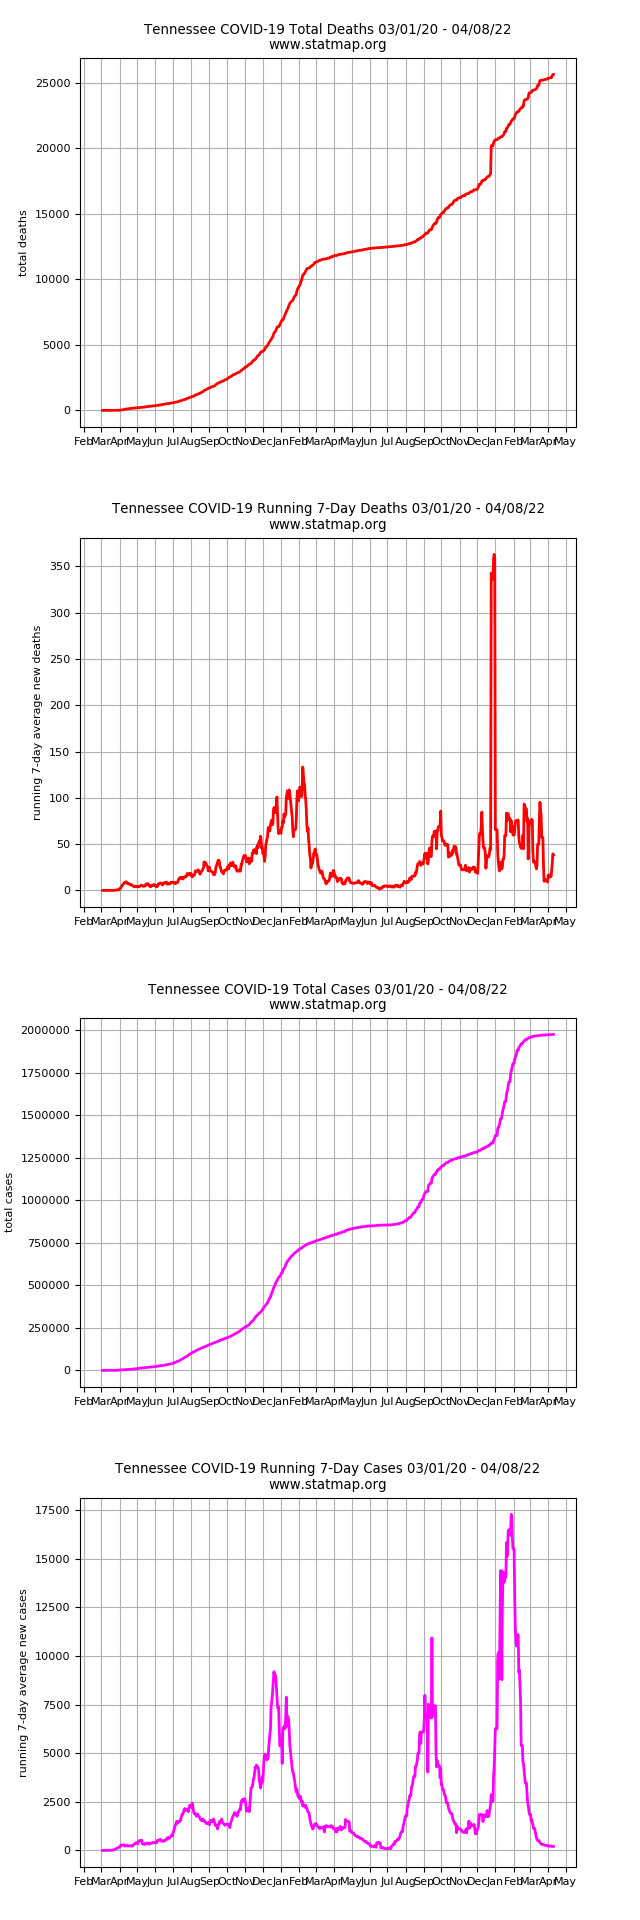 Tennessee COVID-19 Total Deaths 03/01/20 - 04/08/22
www.statmap.org
25000
20000
15000
10000
5000
0
total deaths
Feb Mar Apr May Jun Jul Aug Sep Oct Nov Dec Jan Feb Mar Apr May Jun Jul Aug Sep Oct Nov Dec Jan Feb Mar Apr May
Tennessee COVID-19 Running 7-Day Deaths 03/01/20 - 04/08/22
www.statmap.org
350
300
250
200
150
100
50
0
running 7-day average new deaths
Feb Mar Apr May Jun Jul Aug Sep Oct Nov Dec Jan Feb Mar Apr May Jun Jul Aug Sep Oct Nov Dec Jan Feb Mar Apr May
Tennessee COVID-19 Total Cases 03/01/20 - 04/08/22
www.statmap.org
2000000
1750000
1500000
1250000
1000000
750000
500000
250000
0
total cases
Feb Mar Apr May Jun Jul Aug Sep Oct Nov Dec Jan Feb Mar Apr May Jun Jul Aug Sep Oct Nov Dec Jan Feb Mar Apr May
Tennessee COVID-19 Running 7-Day Cases 03/01/20 - 04/08/22
www.statmap.org
17500
15000
12500
10000
7500
5000
2500
0
running 7-day average new cases
Feb Mar Apr May Jun Jul Aug Sep Oct Nov Dec Jan Feb Mar Apr May Jun Jul Aug Sep Oct Nov Dec Jan Feb Mar Apr May